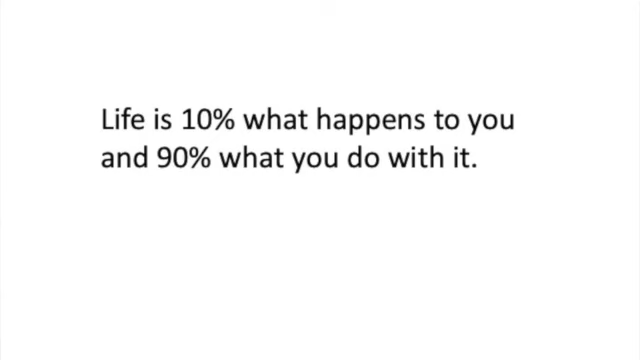 Life is 10% what happens to you
and 90% what you do with it.